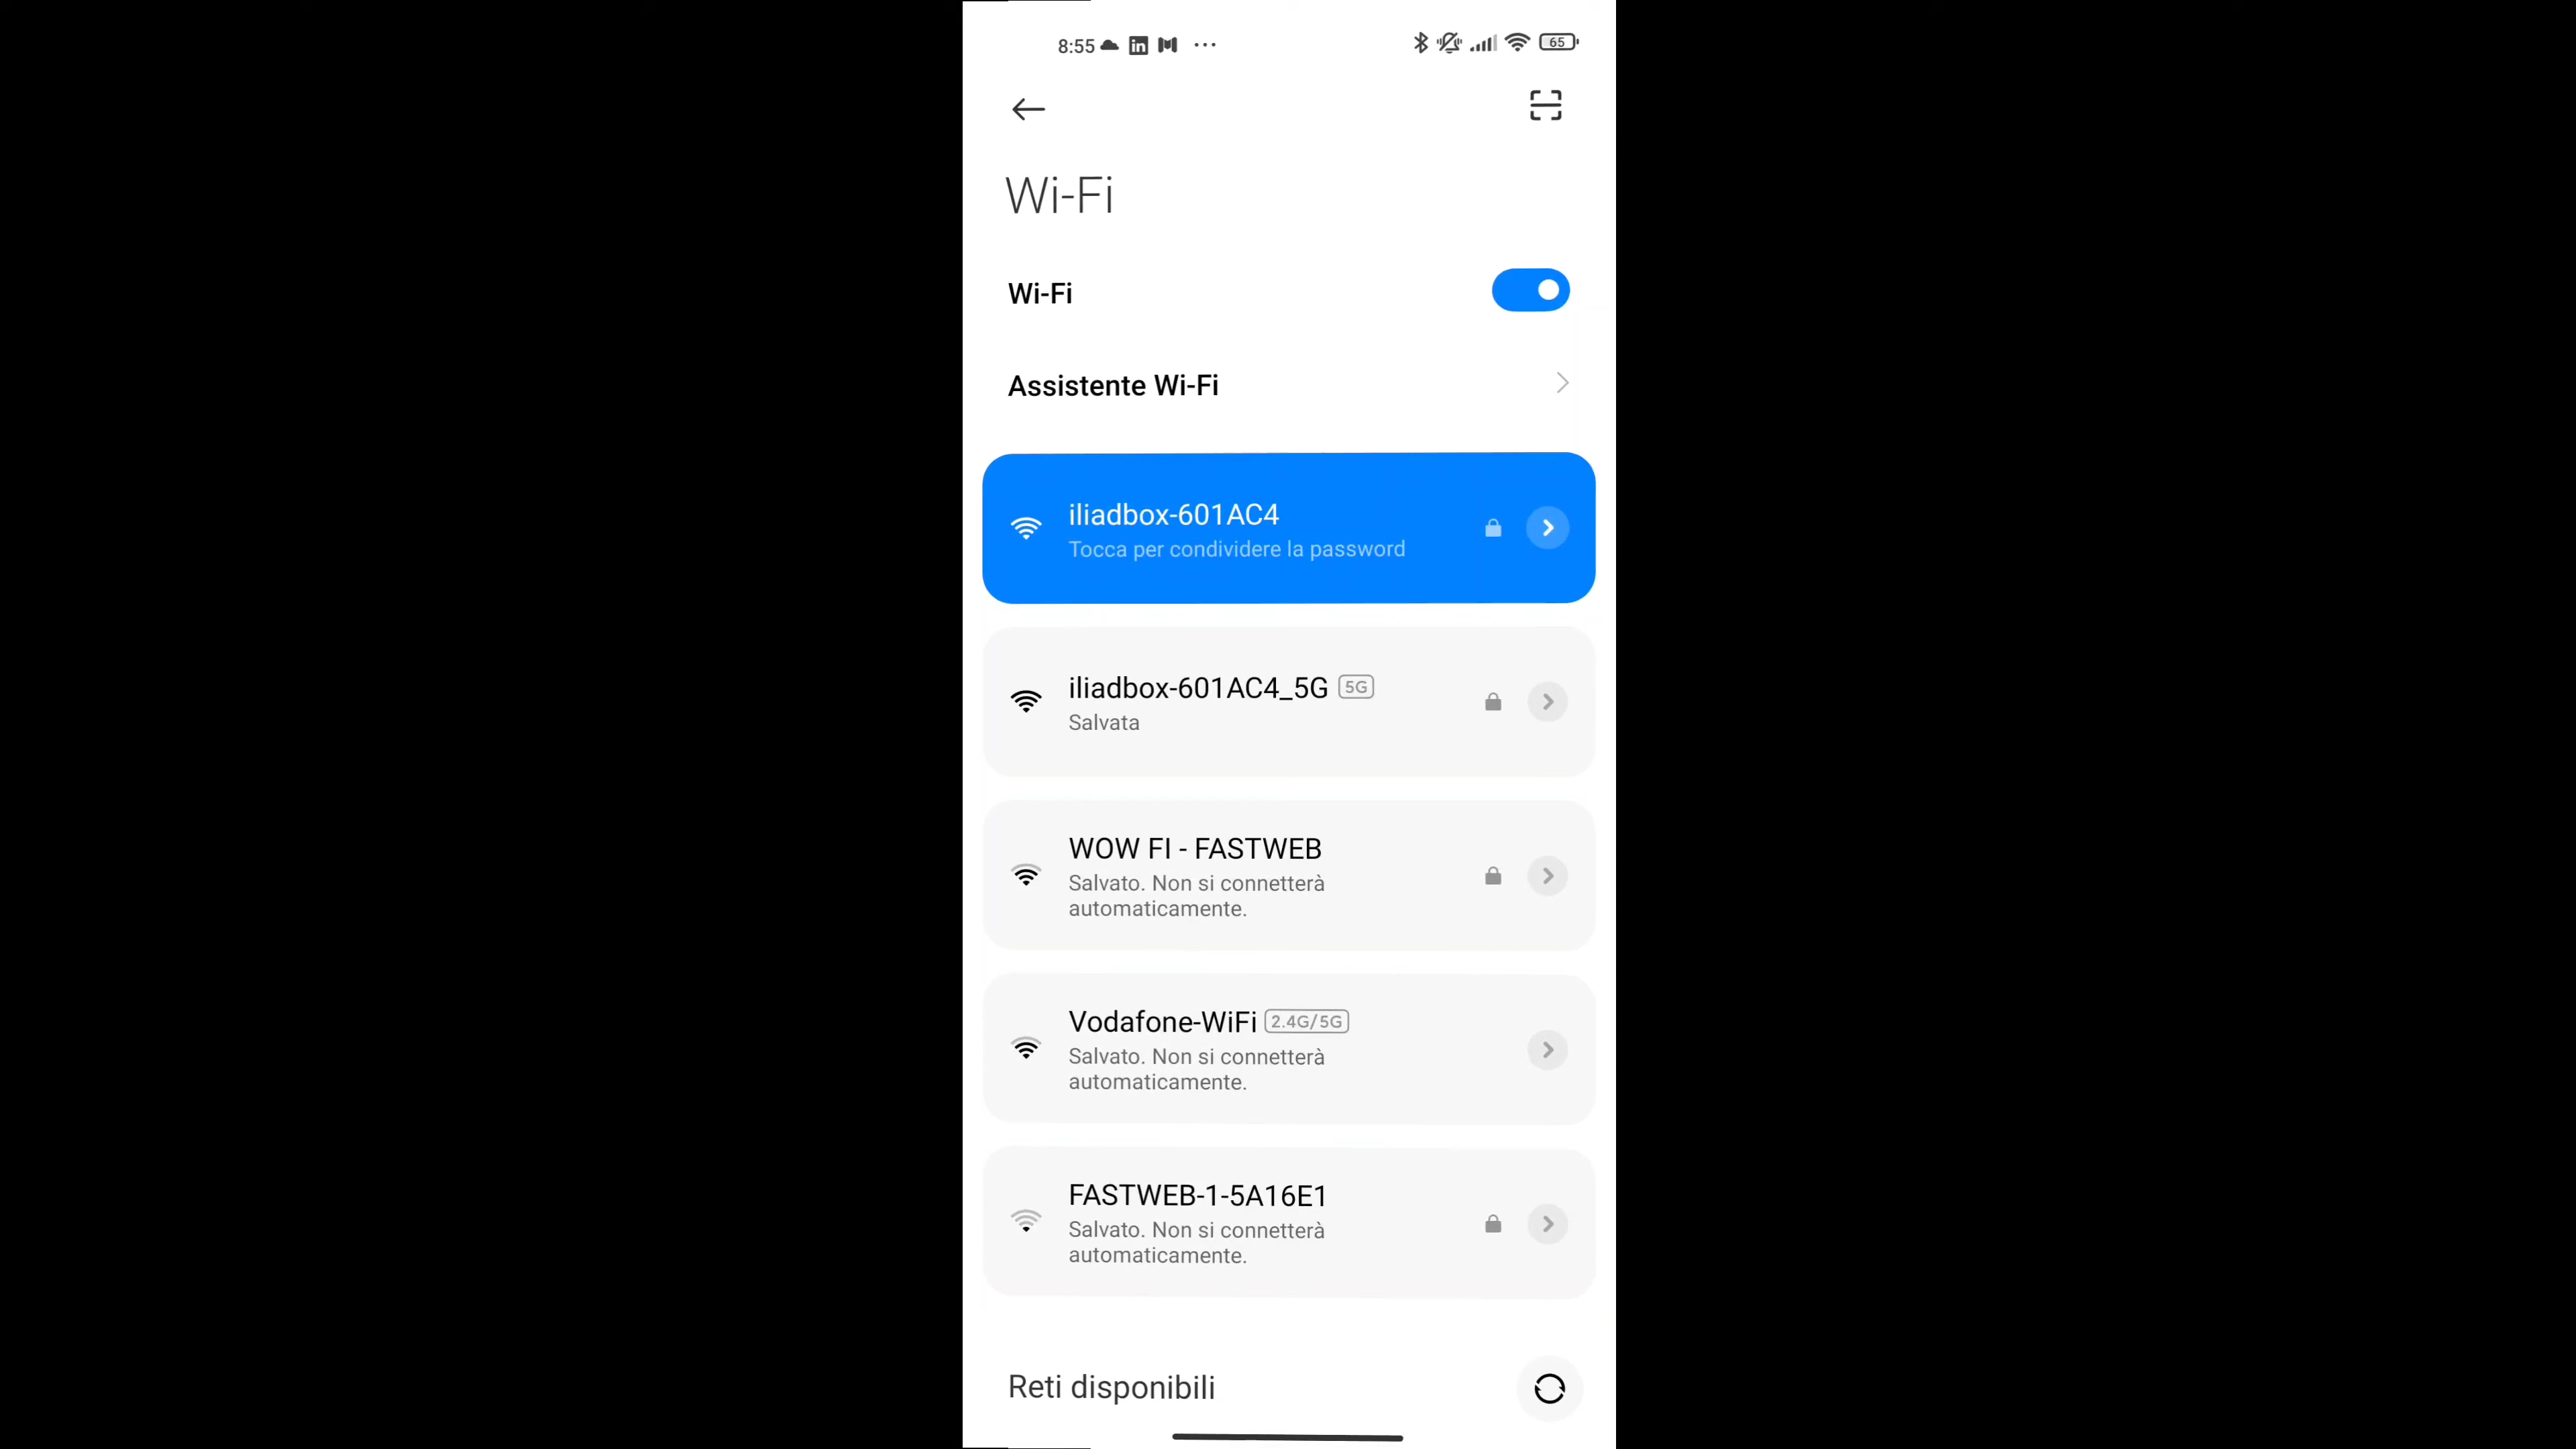 8:55
65
Wi-Fi
Wi-Fi
Assistente Wi-Fi
iliadbox-601AC4
Tocca per condividere la password
iliadbox-601AC4_5G 5G
Salvata
WOW FI - FASTWEB
Salvato. Non si connetterà
automaticamente.
Vodafone-WiFi 2.4G/5G
Salvato. Non si connetterà
automaticamente.
FASTWEB-1-5A16E1
Salvato. Non si connetterà
automaticamente.
Reti disponibili